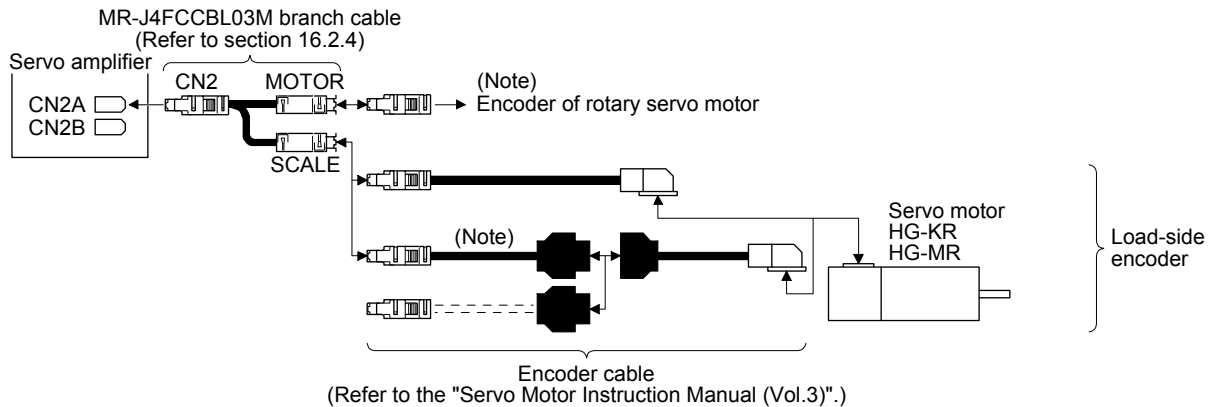 MR-J4FCCBL03M branch cable
(Refer to section 16.2.4)
Servo amplifier
CN2A
CN2B
CN2
MOTOR
SCALE
(Note)
Encoder of rotary servo motor
(Note)
Servo motor
HG-KR
HG-MR
Load-side
encoder
Encoder cable
(Refer to the "Servo Motor Instruction Manual (Vol.3)".)